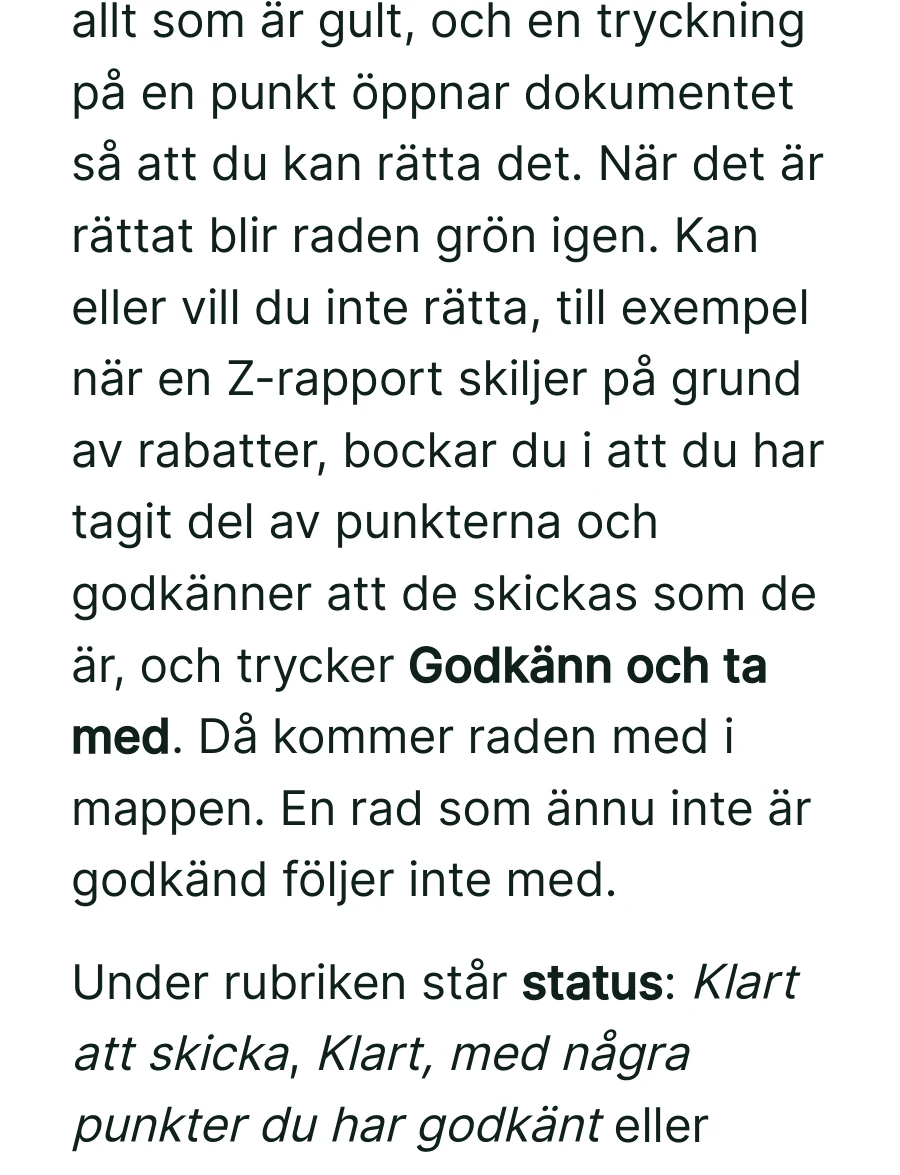 allt som är gult, och en tryckning
på en punkt öppnar dokumentet
så att du kan rätta det. När det är
rättat blir raden grön igen. Kan
eller vill du inte rätta, till exempel
när en Z-rapport skiljer på grund
av rabatter, bockar du i att du har
tagit del av punkterna och
godkänner att de skickas som de
är, och trycker Godkänn och ta
med. Då kommer raden med i
mappen. En rad som ännu inte är
godkänd följer inte med.
Under rubriken står status: Klart
att skicka, Klart, med några
punkter du har godkänt eller